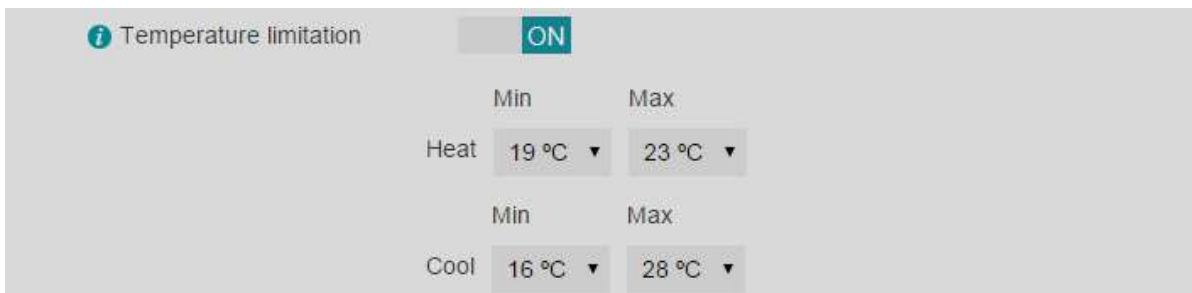 Temperature limitation ON
Min Max
Heat 19 ºC 23 ºC
Min Max
Cool 16 ºC 28 ºC